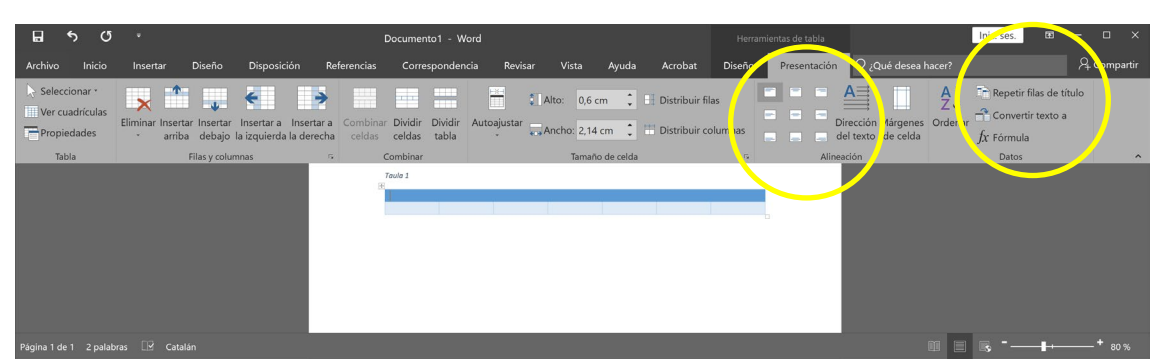 Documento1 - Word
Herramientas de tabla
Inic. ses.
Archivo Inicio Insertar Diseño Disposición Referencias Correspondencia Revisar Vista Ayuda Acrobat Diseño Presentación ¿Qué desea hacer? Compartir
Seleccionar
Ver cuadrículas
Propiedades
Eliminar
Insertar arriba
Insertar debajo
Insertar a la izquierda
Insertar a la derecha
Combinar celdas
Dividir celdas
Dividir tabla
Autoajustar
Alto: 0,6 cm
Ancho: 2,14 cm
Distribuir filas
Distribuir columnas
Dirección del texto
Márgenes de celda
Ordenar
Repetir filas de título
Convertir texto a
fx Fórmula
Tabla Filas y columnas Combinar Tamaño de celda Alineación Datos
Taula 1
Página 1 de 1 2 palabras Catalán 80 %